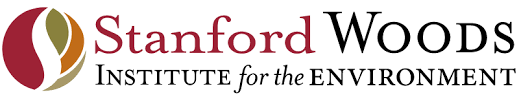 Stanford WOODS
INSTITUTE for the ENVIRONMENT